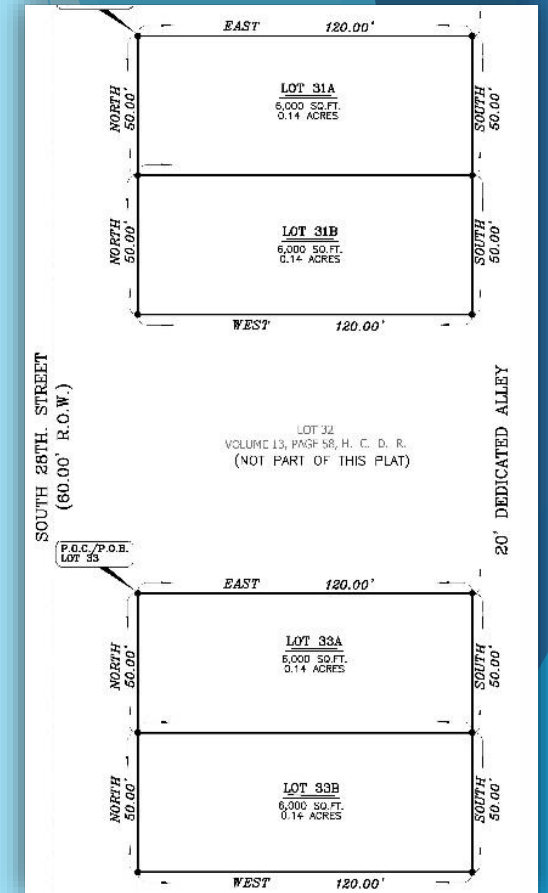 EAST 120.00'
LOT 31A
6,000 SQ.FT.
0.14 ACRES
NORTH
50.00'
SOUTH
50.00'
LOT 31B
6,000 SQ.FT.
0.14 ACRES
NORTH
50.00'
SOUTH
50.00'
WEST 120.00'
SOUTH 28TH. STREET
(60.00' R.O.W.)
LOT 32
VOLUME 13, PAGE 58, H. C. D. R.
(NOT PART OF THIS PLAT)
20' DEDICATED ALLEY
P.O.C./P.O.B.
LOT 33
EAST 120.00'
LOT 33A
6,000 SQ.FT.
0.14 ACRES
NORTH
50.00'
SOUTH
50.00'
LOT 33B
6,000 SQ.FT.
0.14 ACRES
NORTH
50.00'
SOUTH
50.00'
WEST 120.00'